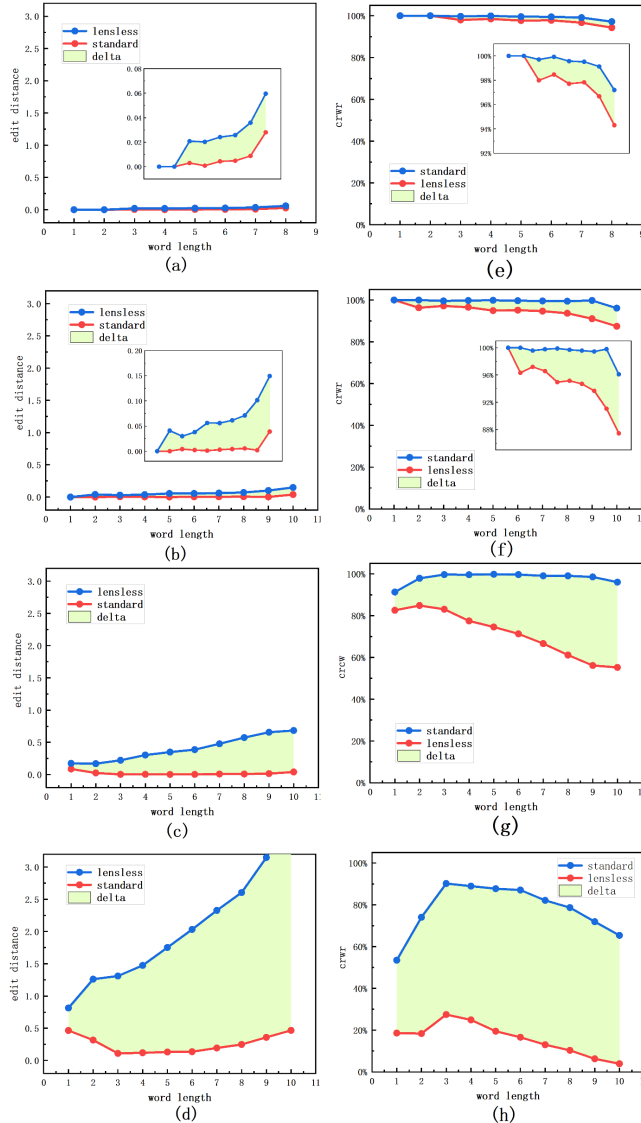 edit distance
3.0
2.5
2.0
1.5
1.0
0.5
0.0
lensless
standard
delta
0.08
0.06
0.04
0.02
0.00
0 1 2 3 4 5 6 7 8 9
word length
(a)
crwr
100%
80%
60%
40%
20%
0%
100%
98%
96%
94%
92%
standard
lensless
delta
0 1 2 3 4 5 6 7 8 9
word length
(e)
edit distance
3.0
2.5
2.0
1.5
1.0
0.5
0.0
lensless
standard
delta
0.20
0.15
0.10
0.05
0.00
0 1 2 3 4 5 6 7 8 9 10 11
word length
(b)
crwr
100%
80%
60%
40%
20%
0%
100%
96%
92%
88%
standard
lensless
delta
0 1 2 3 4 5 6 7 8 9 10
word length
(f)
edit distance
3.0
2.5
2.0
1.5
1.0
0.5
0.0
lensless
standard
delta
0 1 2 3 4 5 6 7 8 9 10 11
word length
(c)
crcw
100%
80%
60%
40%
20%
0%
standard
lensless
delta
0 1 2 3 4 5 6 7 8 9 10
word length
(g)
edit distance
3.0
2.5
2.0
1.5
1.0
0.5
0.0
lensless
standard
delta
0 1 2 3 4 5 6 7 8 9 10 11
word length
(d)
crwr
100%
80%
60%
40%
20%
0%
standard
lensless
delta
0 1 2 3 4 5 6 7 8 9 10
word length
(h)